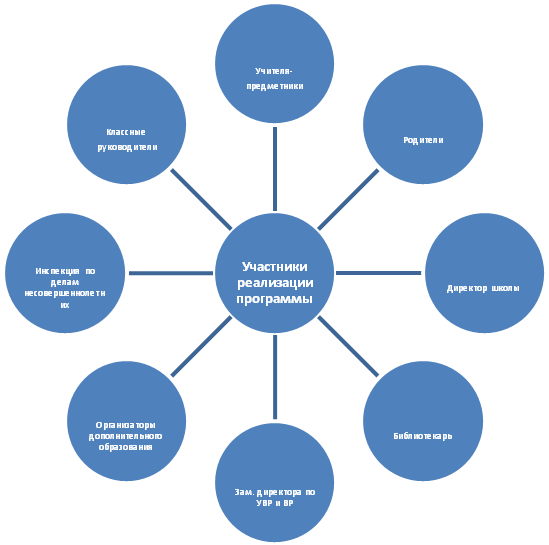 Учителя-
предметники
Классные
руководители
Родители
Инспекция по
делам
несовершеннолетн
их
Участники
реализации
программы
Директор школы
Организаторы
дополнительного
образования
Библиотекарь
Зам. директора по
УВР и ВР